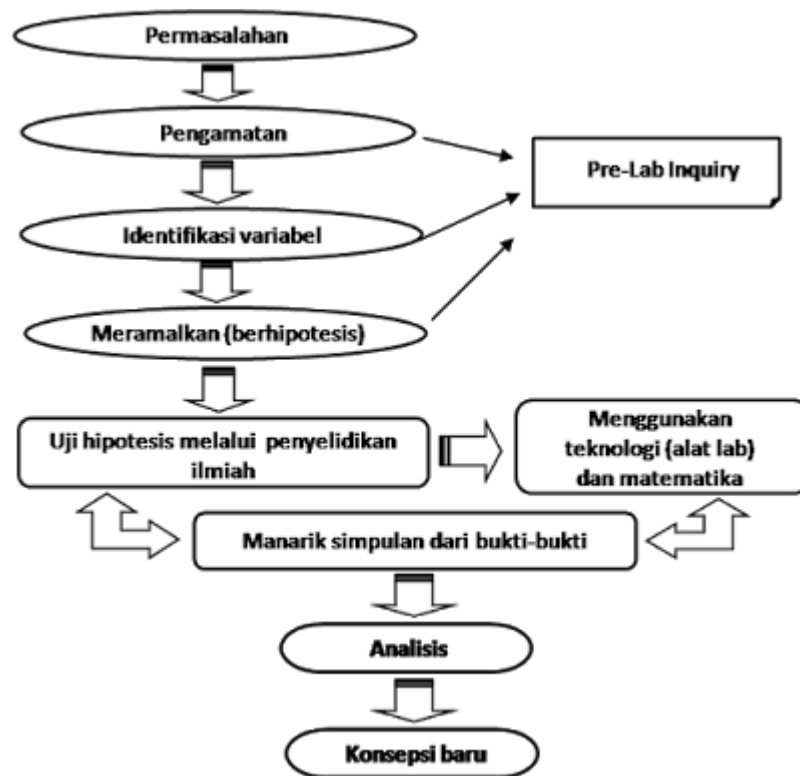 Permasalahan
Pengamatan
Pre-Lab Inquiry
Identifikasi variabel
Meramalkan (berhipotesis)
Uji hipotesis melalui penyelidikan
ilmiah
Menggunakan
teknologi (alat lab)
dan matematika
Manarik simpulan dari bukti-bukti
Analisis
Konsepsi baru